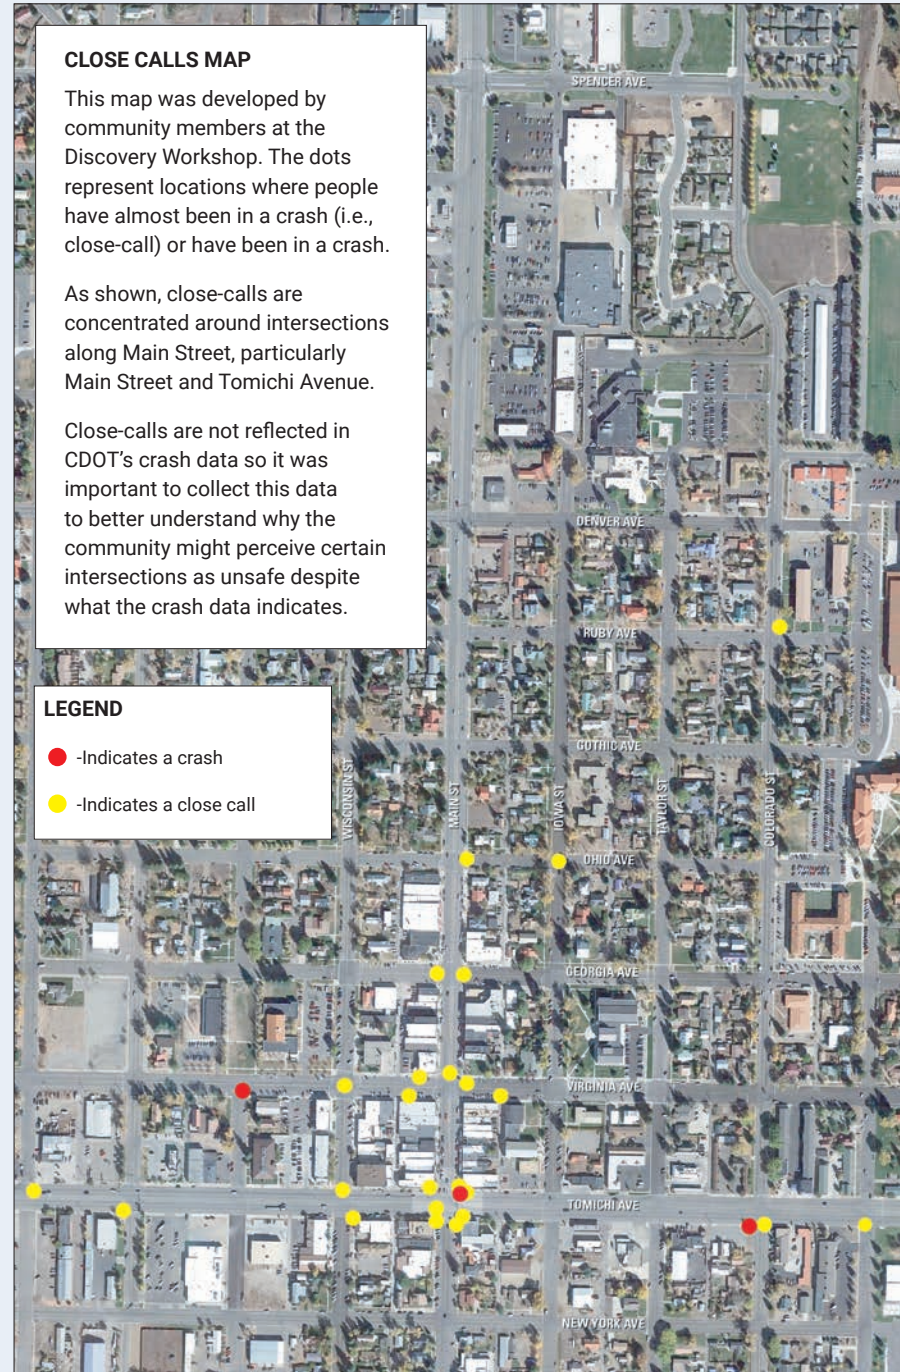 CLOSE CALLS MAP
This map was developed by
community members at the
Discovery Workshop. The dots
represent locations where people
have almost been in a crash (i.e.,
close-call) or have been in a crash.
As shown, close-calls are
concentrated around intersections
along Main Street, particularly
Main Street and Tomichi Avenue.
Close-calls are not reflected in
CDOT's crash data so it was
important to collect this data
to better understand why the
community might perceive certain
intersections as unsafe despite
what the crash data indicates.
LEGEND
-Indicates a crash
-Indicates a close call
SPENCER AVE
DENVER AVE
RUBY AVE
GOTHIC AVE
WISCONSIN ST
MAIN ST
IOWA ST
TAYLOR ST
COLORADO ST
OHIO AVE
GEORGIA AVE
VIRGINIA AVE
TOMICHI AVE
NEW YORK AVE